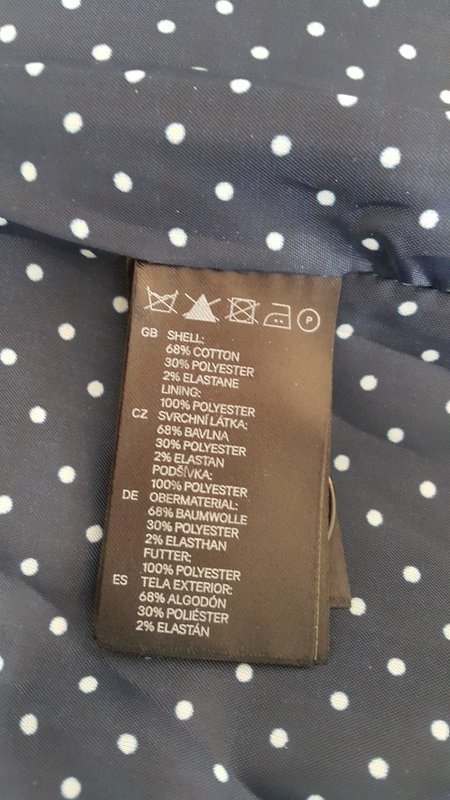 P
GB SHELL:
68% COTTON
30% POLYESTER
2% ELASTANE
LINING:
100% POLYESTER
CZ SVRCHNÍ LÁTKA:
68% BAVLNA
30% POLYESTER
2% ELASTAN
PODŠÍVKA:
100% POLYESTER
DE OBERMATERIAL:
68% BAUMWOLLE
30% POLYESTER
2% ELASTHAN
FUTTER:
100% POLYESTER
ES TELA EXTERIOR:
68% ALGODÓN
30% POLIÉSTER
2% ELASTÁN